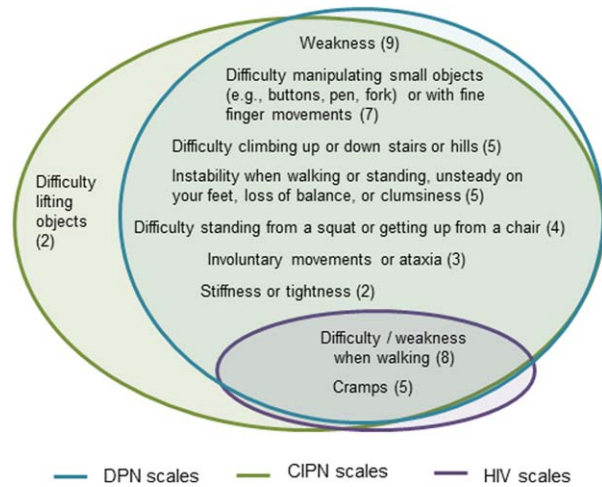 Weakness (9)
Difficulty manipulating small objects
(e.g., buttons, pen, fork) or with fine
finger movements (7)
Difficulty climbing up or down stairs or hills (5)
Difficulty
lifting
objects
(2)
Instability when walking or standing, unsteady on
your feet, loss of balance, or clumsiness (5)
Difficulty standing from a squat or getting up from a chair (4)
Involuntary movements or ataxia (3)
Stiffness or tightness (2)
Difficulty / weakness
when walking (8)
Cramps (5)
DPN scales
CIPN scales
HIV scales